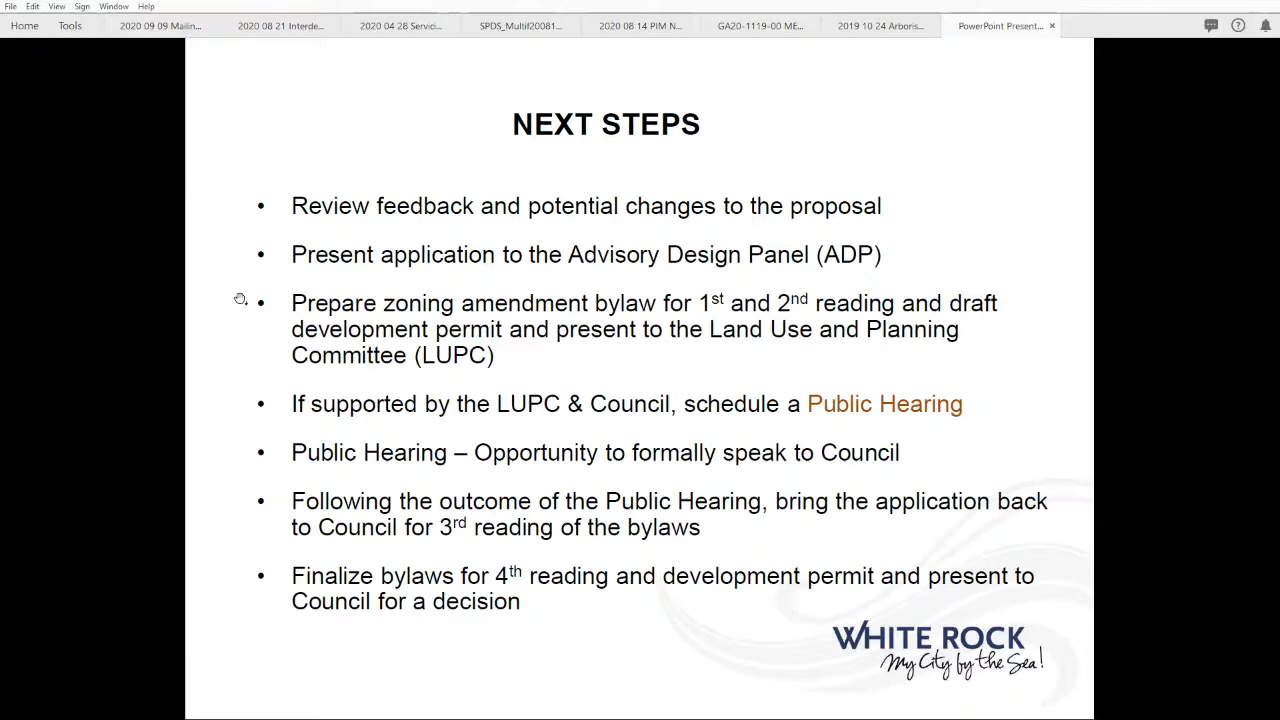 File Edit View Sign Window Help
Home Tools 2020 09 09 Mailin... 2020 08 21 Interde... 2020 04 28 Servici... SPDS_Multif20081... 2020 08 14 PIM N... GA20-1119-00 ME... 2019 10 24 Arboris... PowerPoint Present... ×
NEXT STEPS
• Review feedback and potential changes to the proposal
• Present application to the Advisory Design Panel (ADP)
• Prepare zoning amendment bylaw for 1st and 2nd reading and draft
development permit and present to the Land Use and Planning
Committee (LUPC)
• If supported by the LUPC & Council, schedule a Public Hearing
• Public Hearing – Opportunity to formally speak to Council
• Following the outcome of the Public Hearing, bring the application back
to Council for 3rd reading of the bylaws
• Finalize bylaws for 4th reading and development permit and present to
Council for a decision
WHITE ROCK
My City by the Sea!